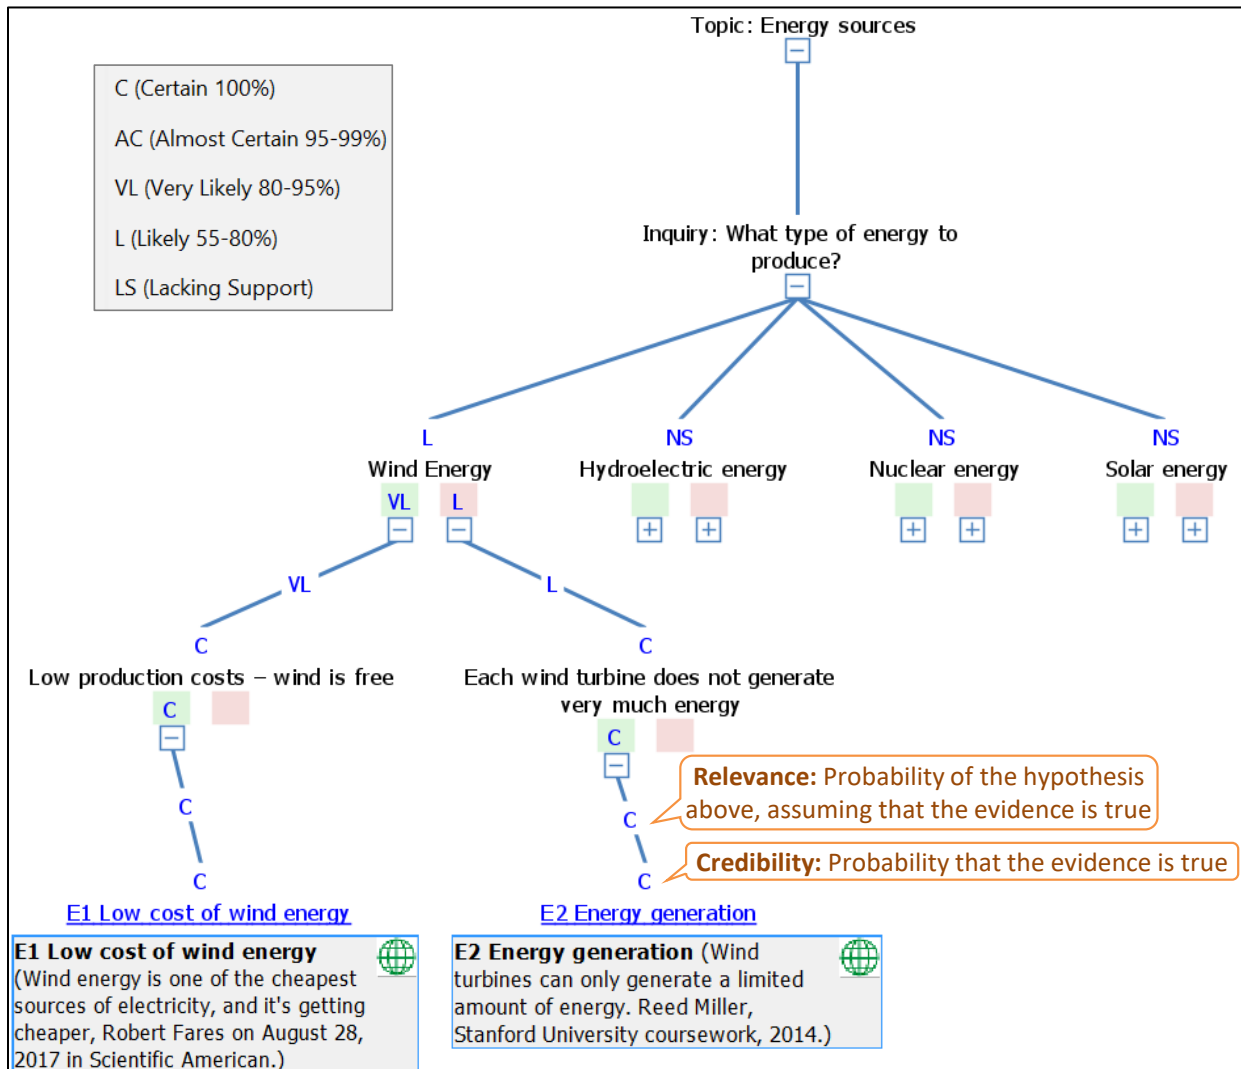 Topic: Energy sources
C (Certain 100%)
AC (Almost Certain 95-99%)
VL (Very Likely 80-95%)
L (Likely 55-80%)
LS (Lacking Support)
Inquiry: What type of energy to
produce?
L
NS
NS
NS
Wind Energy
Hydroelectric energy
Nuclear energy
Solar energy
VL
L
VL
L
C
C
Low production costs – wind is free
Each wind turbine does not generate
very much energy
C
C
Relevance: Probability of the hypothesis
above, assuming that the evidence is true
C
C
Credibility: Probability that the evidence is true
C
C
E1 Low cost of wind energy
E2 Energy generation
E1 Low cost of wind energy
(Wind energy is one of the cheapest
sources of electricity, and it's getting
cheaper, Robert Fares on August 28,
2017 in Scientific American.)
E2 Energy generation (Wind
turbines can only generate a limited
amount of energy. Reed Miller,
Stanford University coursework, 2014.)